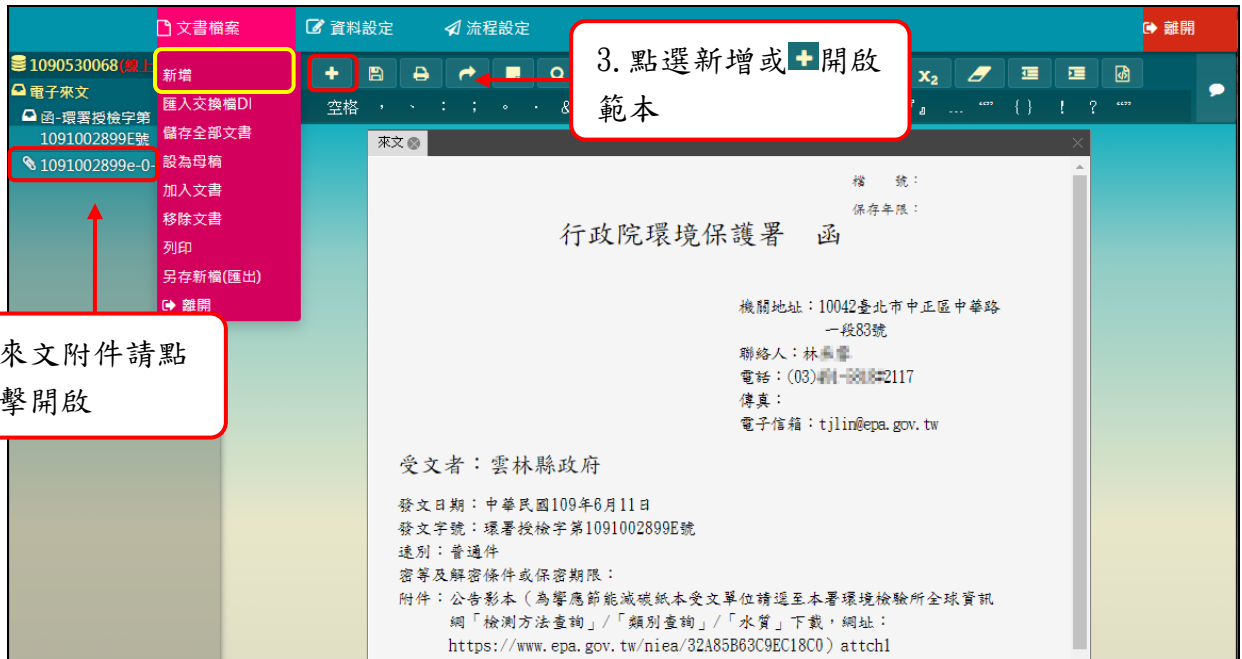 文書檔案 資料設定 流程設定 離開
1090530068(線上
電子來文
函-環署授檢字第
1091002899E號
1091002899e-0-
新增
匯入交換檔DI
儲存全部文書
設為母稿
加入文書
移除文書
列印
另存新檔(匯出)
離開
3.點選新增或 + 開啟
範本
X₂
空格 , 、 : ; 。 · &
』 … “” { } ! ? “”
來文附件請點
擊開啟
來文
檔 號：
保存年限：
行政院環境保護署 函
機關地址：10042臺北市中正區中華路
一段83號
聯絡人：林
電話：(03) 2117
傳真：
電子信箱：tjlin@epa.gov.tw
受文者：雲林縣政府
發文日期：中華民國109年6月11日
發文字號：環署授檢字第1091002899E號
速別：普通件
密等及解密條件或保密期限：
附件：公告影本（為響應節能減碳紙本受文單位請逕至本署環境檢驗所全球資訊
網「檢測方法查詢」/「類別查詢」/「水質」下載，網址：
https://www.epa.gov.tw/niea/32A85B63C9EC18C0）attch1